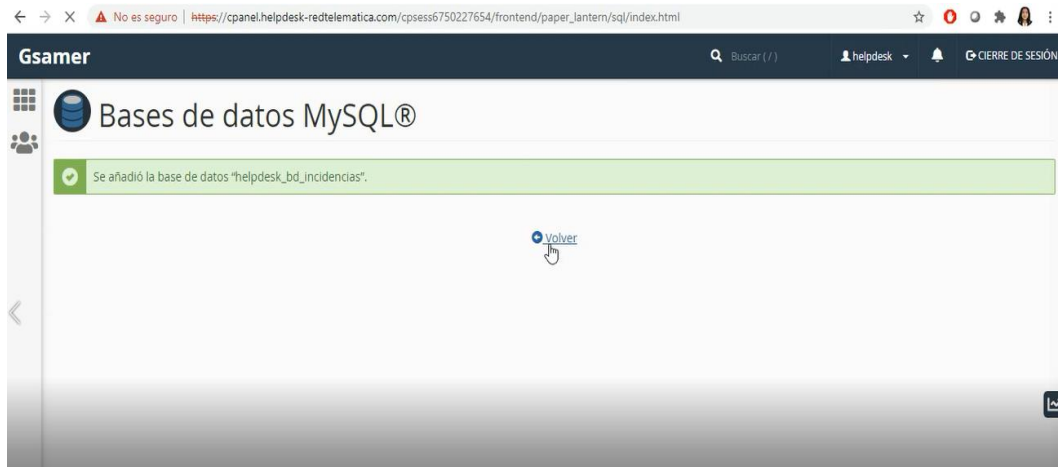 No es seguro | https://cpanel.helpdesk-redtelematica.com/cpsess6750227654/frontend/paper_lantern/sql/index.html
Gsamer
Buscar ( / )
helpdesk
CIERRE DE SESIÓN
Bases de datos MySQL®
Se añadió la base de datos "helpdesk_bd_incidencias".
Volver